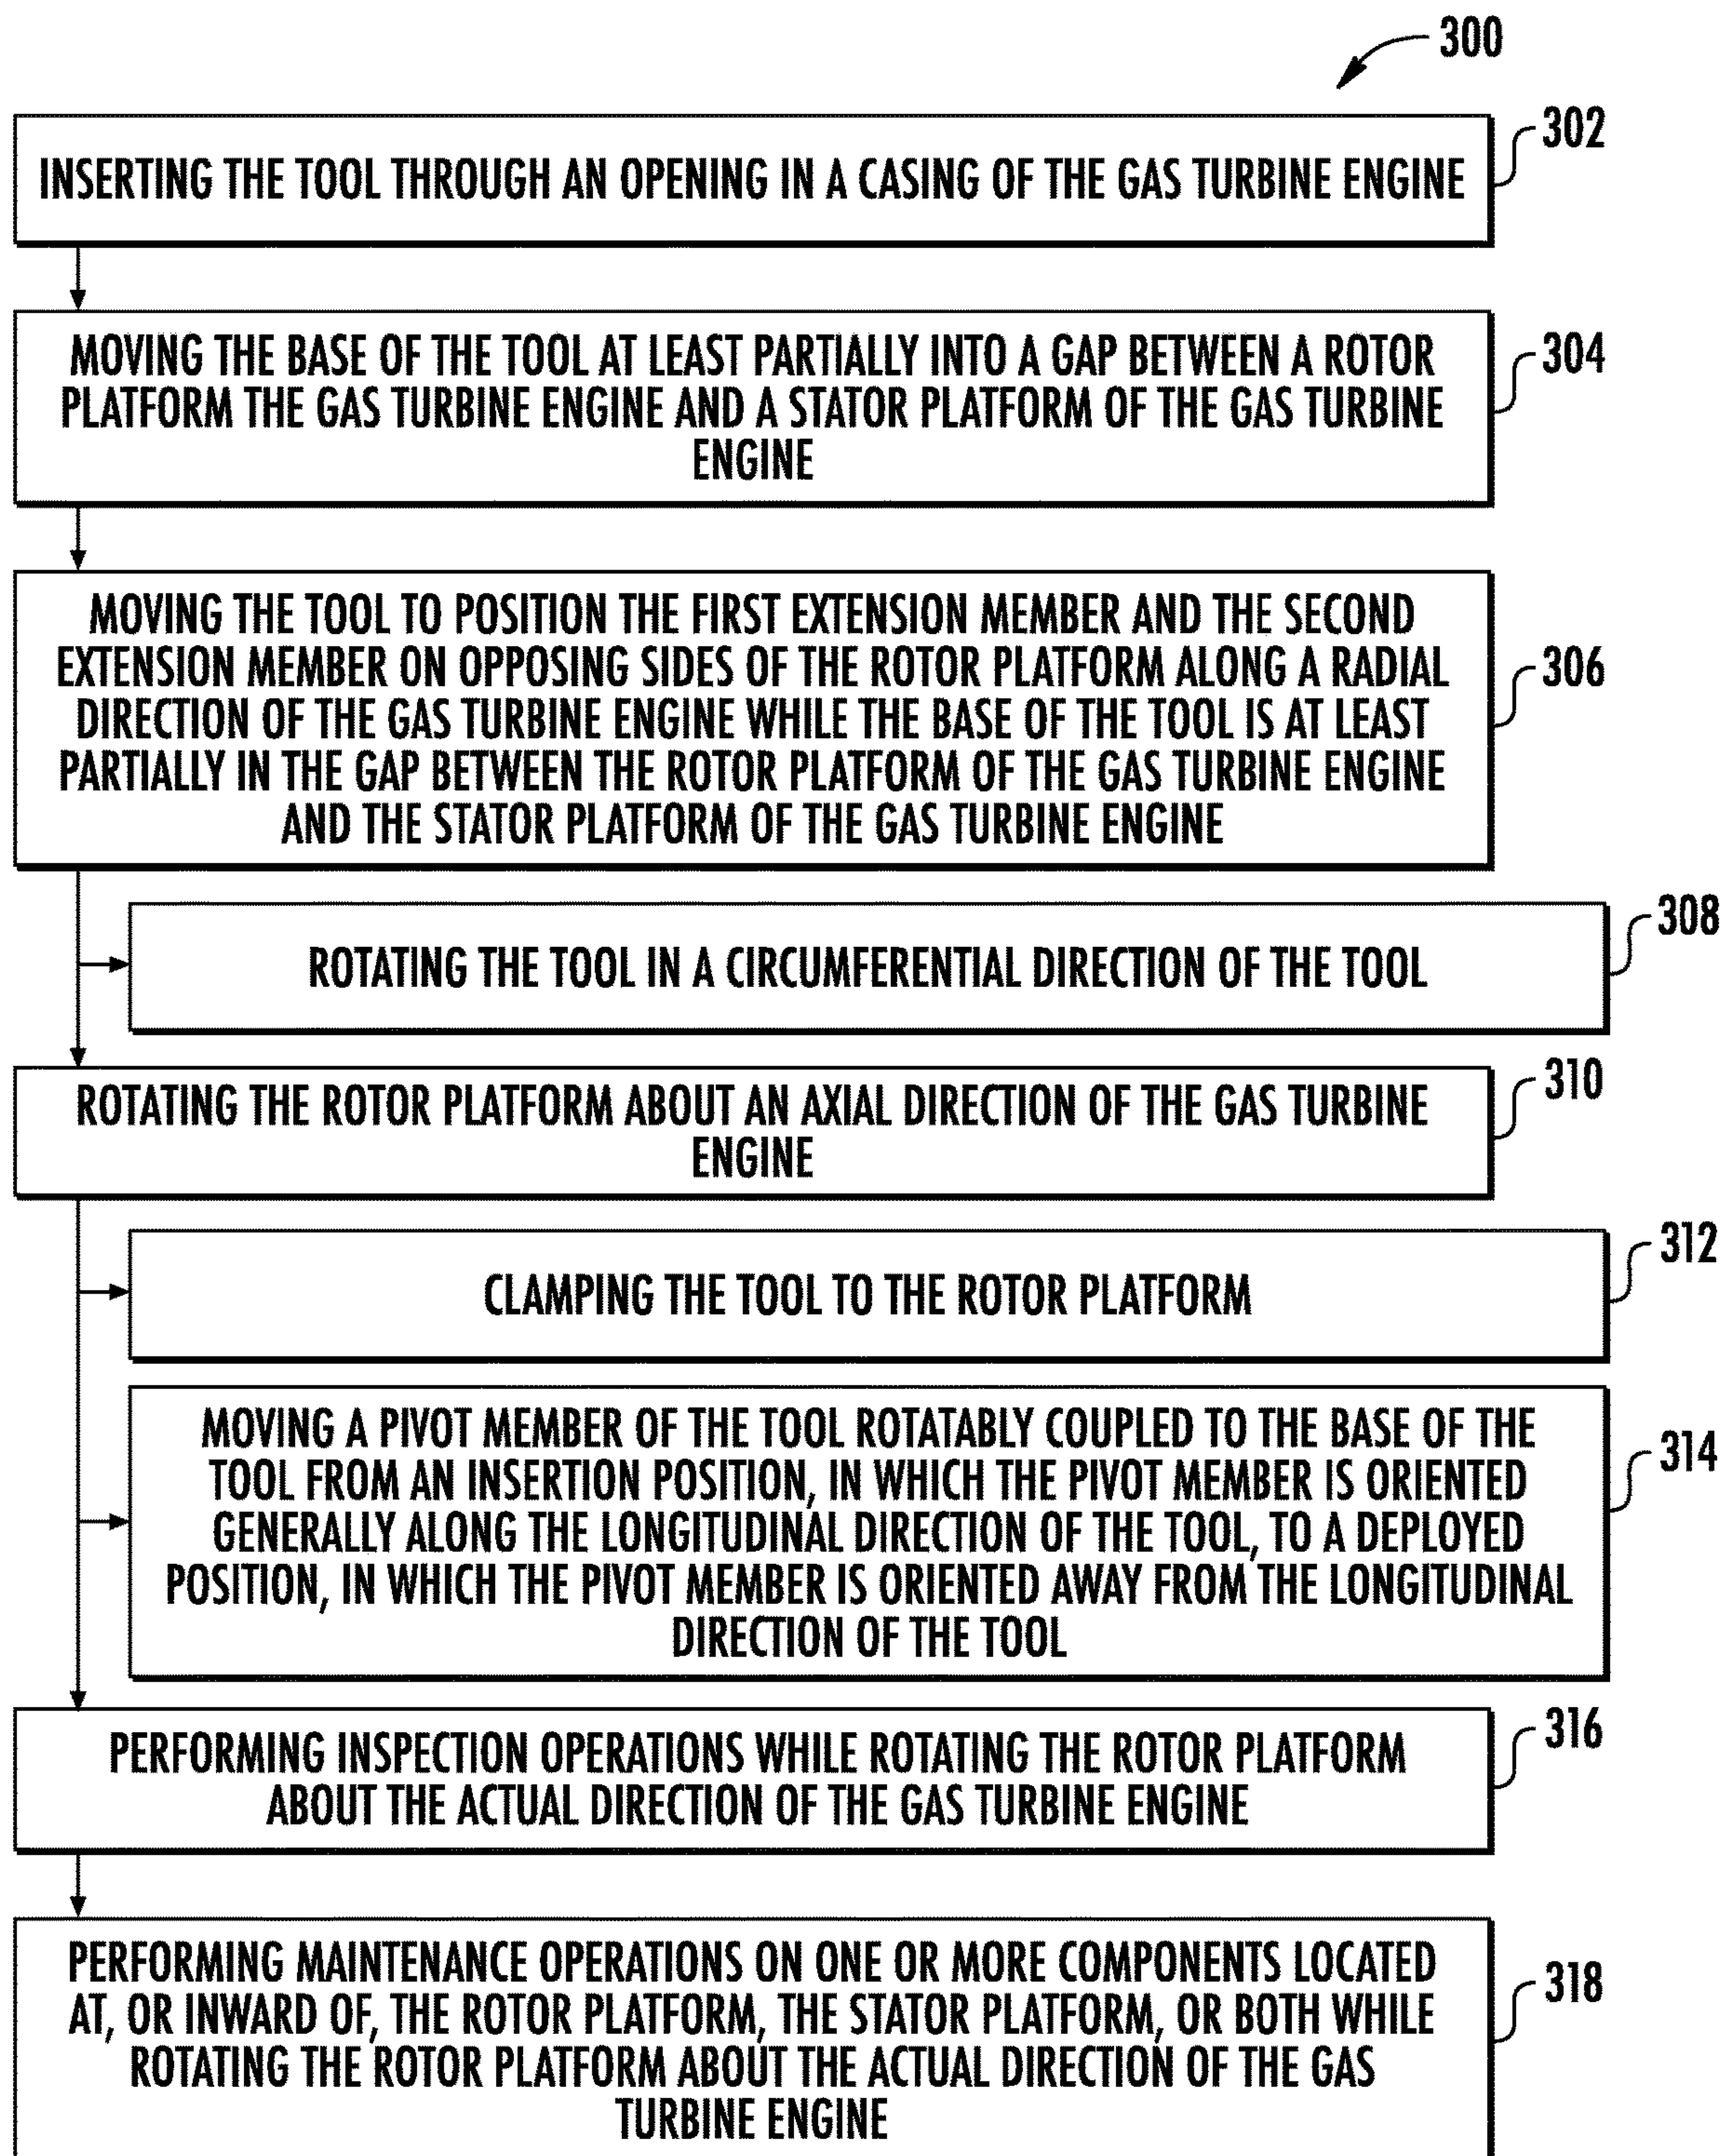 300
INSERTING THE TOOL THROUGH AN OPENING IN A CASING OF THE GAS TURBINE ENGINE
302
MOVING THE BASE OF THE TOOL AT LEAST PARTIALLY INTO A GAP BETWEEN A ROTOR
PLATFORM THE GAS TURBINE ENGINE AND A STATOR PLATFORM OF THE GAS TURBINE
ENGINE
304
MOVING THE TOOL TO POSITION THE FIRST EXTENSION MEMBER AND THE SECOND
EXTENSION MEMBER ON OPPOSING SIDES OF THE ROTOR PLATFORM ALONG A RADIAL
DIRECTION OF THE GAS TURBINE ENGINE WHILE THE BASE OF THE TOOL IS AT LEAST
PARTIALLY IN THE GAP BETWEEN THE ROTOR PLATFORM OF THE GAS TURBINE ENGINE
AND THE STATOR PLATFORM OF THE GAS TURBINE ENGINE
306
ROTATING THE TOOL IN A CIRCUMFERENTIAL DIRECTION OF THE TOOL
308
ROTATING THE ROTOR PLATFORM ABOUT AN AXIAL DIRECTION OF THE GAS TURBINE
ENGINE
310
CLAMPING THE TOOL TO THE ROTOR PLATFORM
312
MOVING A PIVOT MEMBER OF THE TOOL ROTATABLY COUPLED TO THE BASE OF THE
TOOL FROM AN INSERTION POSITION, IN WHICH THE PIVOT MEMBER IS ORIENTED
GENERALLY ALONG THE LONGITUDINAL DIRECTION OF THE TOOL, TO A DEPLOYED
POSITION, IN WHICH THE PIVOT MEMBER IS ORIENTED AWAY FROM THE LONGITUDINAL
DIRECTION OF THE TOOL
314
PERFORMING INSPECTION OPERATIONS WHILE ROTATING THE ROTOR PLATFORM
ABOUT THE ACTUAL DIRECTION OF THE GAS TURBINE ENGINE
316
PERFORMING MAINTENANCE OPERATIONS ON ONE OR MORE COMPONENTS LOCATED
AT, OR INWARD OF, THE ROTOR PLATFORM, THE STATOR PLATFORM, OR BOTH WHILE
ROTATING THE ROTOR PLATFORM ABOUT THE ACTUAL DIRECTION OF THE GAS
TURBINE ENGINE
318